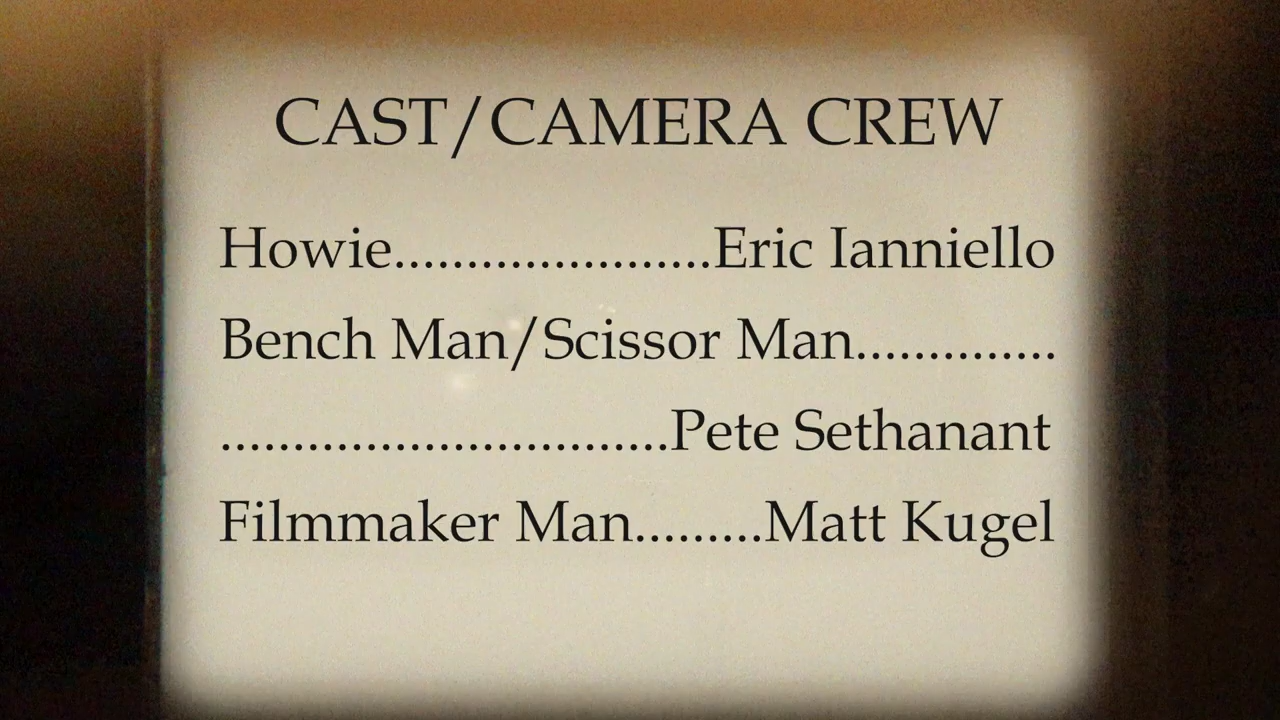 CAST/CAMERA CREW
Howie......................Eric Ianniello
Bench Man/Scissor Man..............
...............................Pete Sethanant
Filmmaker Man.........Matt Kugel